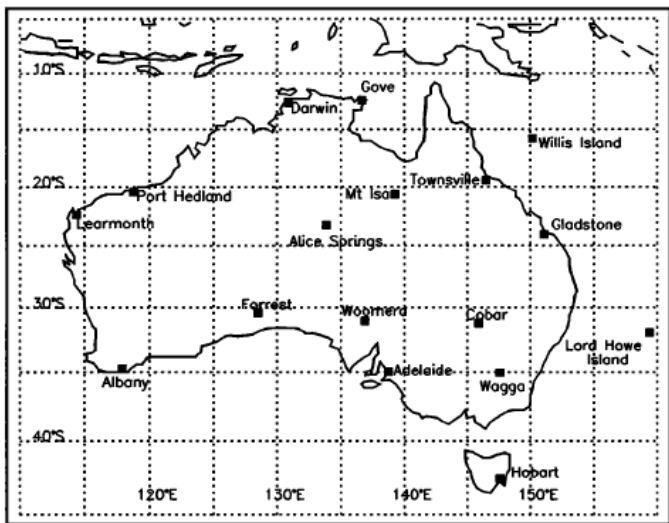 10°S
Gove
Darwin
Willis Island
Townsville
20°S
Mt Isa
Port Hedland
Learmonth
Gladstone
Alice Springs
30°S
Forrest
Woomera
Cobar
Lord Howe
Island
Adelaide
Albany
Wagga
40°S
Hobart
120°E
130°E
140°E
150°E